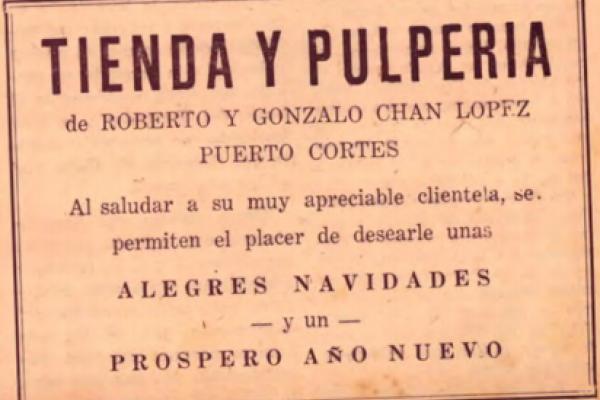 TIENDA Y PULPERIA
de ROBERTO Y GONZALO CHAN LOPEZ
PUERTO CORTES
Al saludar a su muy apreciable clientela, se.
permiten el placer de desearle unas
ALEGRES NAVIDADES
— y un —
PROSPERO AÑO NUEVO